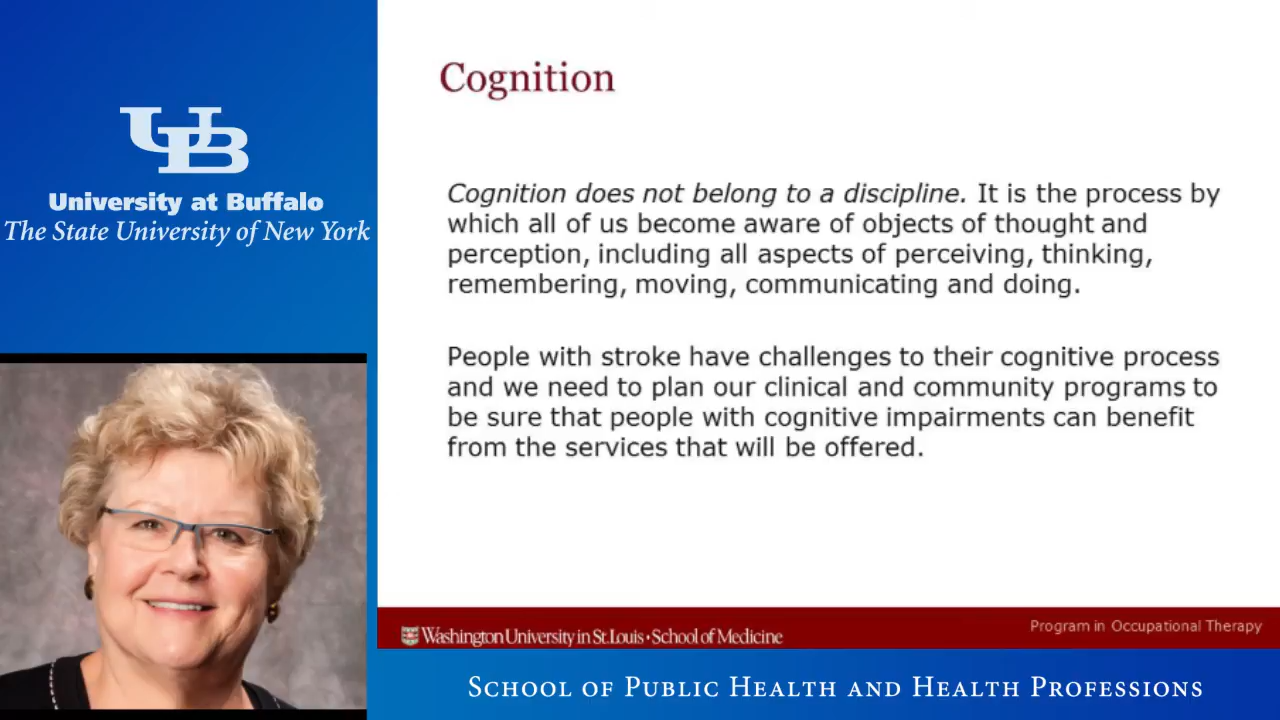 UB
University at Buffalo
The State University of New York
Cognition
Cognition does not belong to a discipline. It is the process by
which all of us become aware of objects of thought and
perception, including all aspects of perceiving, thinking,
remembering, moving, communicating and doing.
People with stroke have challenges to their cognitive process
and we need to plan our clinical and community programs to
be sure that people with cognitive impairments can benefit
from the services that will be offered.
Washington University in St. Louis • School of Medicine
Program in Occupational Therapy
School of Public Health and Health Professions